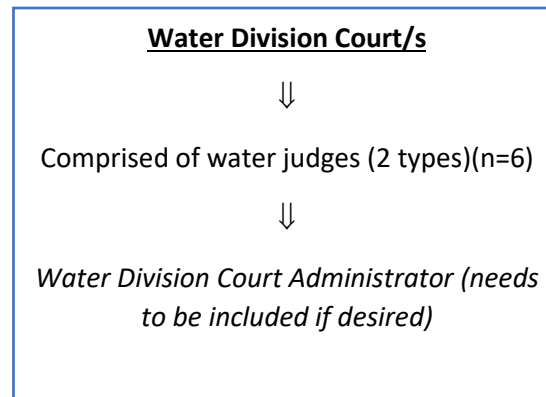 Water Division Court/s
⇓
Comprised of water judges (2 types)(n=6)
⇓
Water Division Court Administrator (needs
to be included if desired)